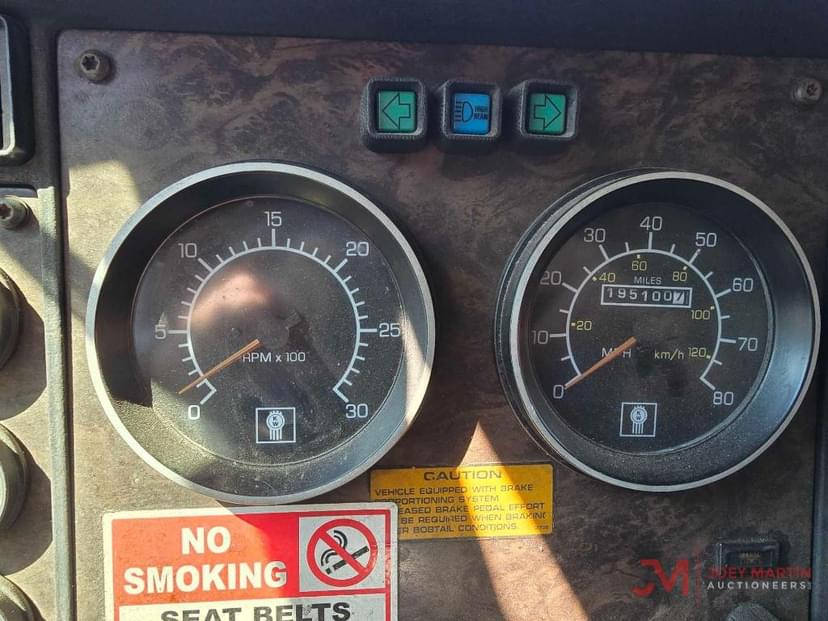 HIGH
BEAM
15
10
20
5
25
RPM x 100
0
30
40
30
50
20
60
10
70
0
80
60
40
80
MILES
1951007
20
100
MPH
km/h
120
CAUTION
VEHICLE EQUIPPED WITH BRAKE
PROPORTIONING SYSTEM
BRAKE PEDAL EFFORT
BE REQUIRED WHEN BRAKING
BOBTAIL CONDITIONS.
NO
SMOKING
SEAT BELTS
JM
JOEY MARTIN
AUCTIONEERS